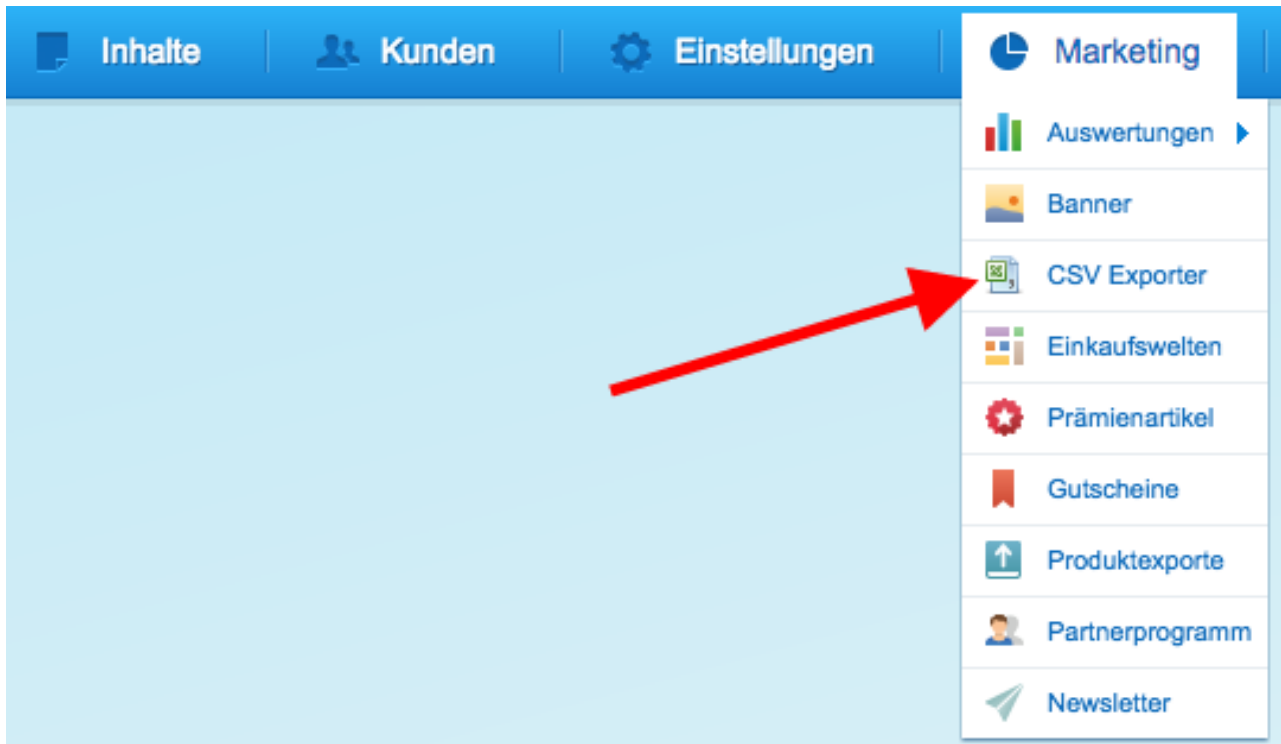 Inhalte Kunden Einstellungen Marketing
Auswertungen
Banner
CSV Exporter
Einkaufswelten
Prämienartikel
Gutscheine
Produktexporte
Partnerprogramm
Newsletter